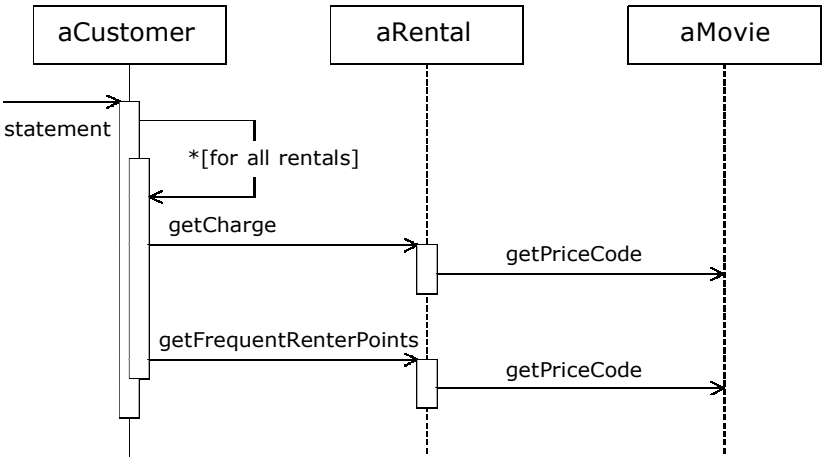 aCustomer
aRental
aMovie
statement
*[for all rentals]
getCharge
getPriceCode
getFrequentRenterPoints
getPriceCode